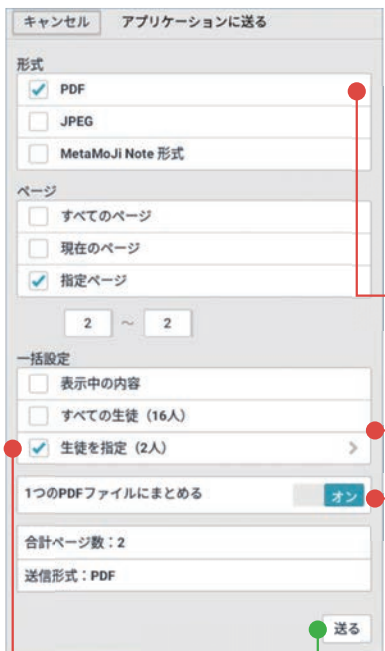 キャンセル アプリケーションに送る
形式
PDF
JPEG
MetaMoJi Note 形式
ページ
すべてのページ
現在のページ
指定ページ
2 ～ 2
一括設定
表示中の内容
すべての生徒（16人）
生徒を指定（2人）
1つのPDFファイルにまとめる オン
合計ページ数：2
送信形式：PDF
送る